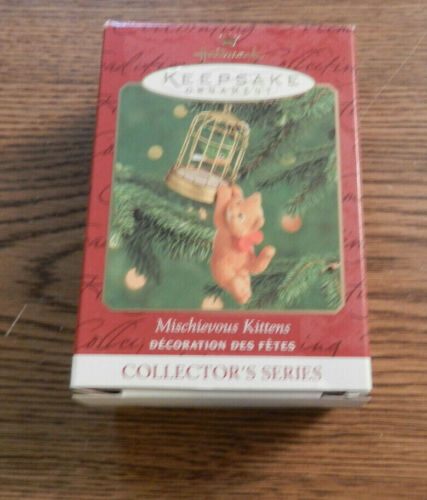 Hallmark
KEEPSAKE
ORNAMENT
Mischievous Kittens
DÉCORATION DES FÊTES
COLLECTOR'S SERIES